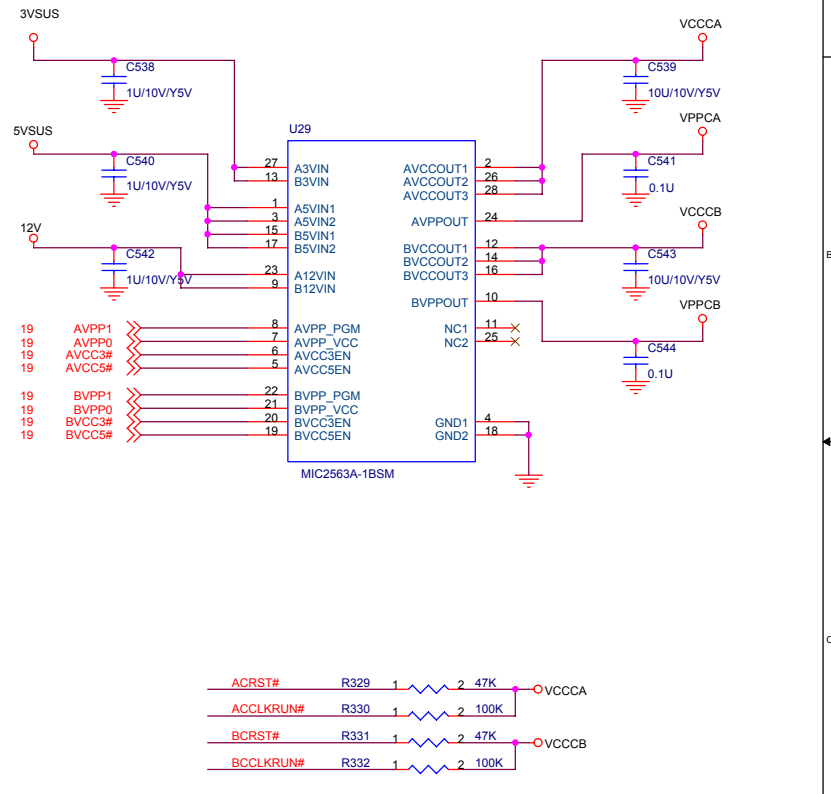 3VSUS
VCCCA
C538
1U/10V/Y5V
C539
10U/10V/Y5V
VPPCA
5VSUS
U29
C540
1U/10V/Y5V
C541
0.1U
27 A3VIN
13 B3VIN
AVCCOUT1 2
AVCCOUT2 26
AVCCOUT3 28
1 A5VIN1
3 A5VIN2
15 B5VIN1
17 B5VIN2
AVPPOUT 24
VCCCB
12V
C542
1U/10V/Y5V
BVCCOUT1 12
BVCCOUT2 14
BVCCOUT3 16
C543
10U/10V/Y5V
B
23 A12VIN
9 B12VIN
BVPPOUT 10
VPPCB
19 AVPP1 8 AVPP_PGM
19 AVPP0 7 AVPP_VCC
19 AVCC3# 6 AVCC3EN
19 AVCC5# 5 AVCC5EN
NC1 11
NC2 25
C544
0.1U
19 BVPP1 22 BVPP_PGM
19 BVPP0 21 BVPP_VCC
19 BVCC3# 20 BVCC3EN
19 BVCC5# 19 BVCC5EN
GND1 4
GND2 18
MIC2563A-1BSM
C
ACRST# R329 1 2 47K VCCCA
ACCLKRUN# R330 1 2 100K
BCRST# R331 1 2 47K VCCCB
BCCLKRUN# R332 1 2 100K